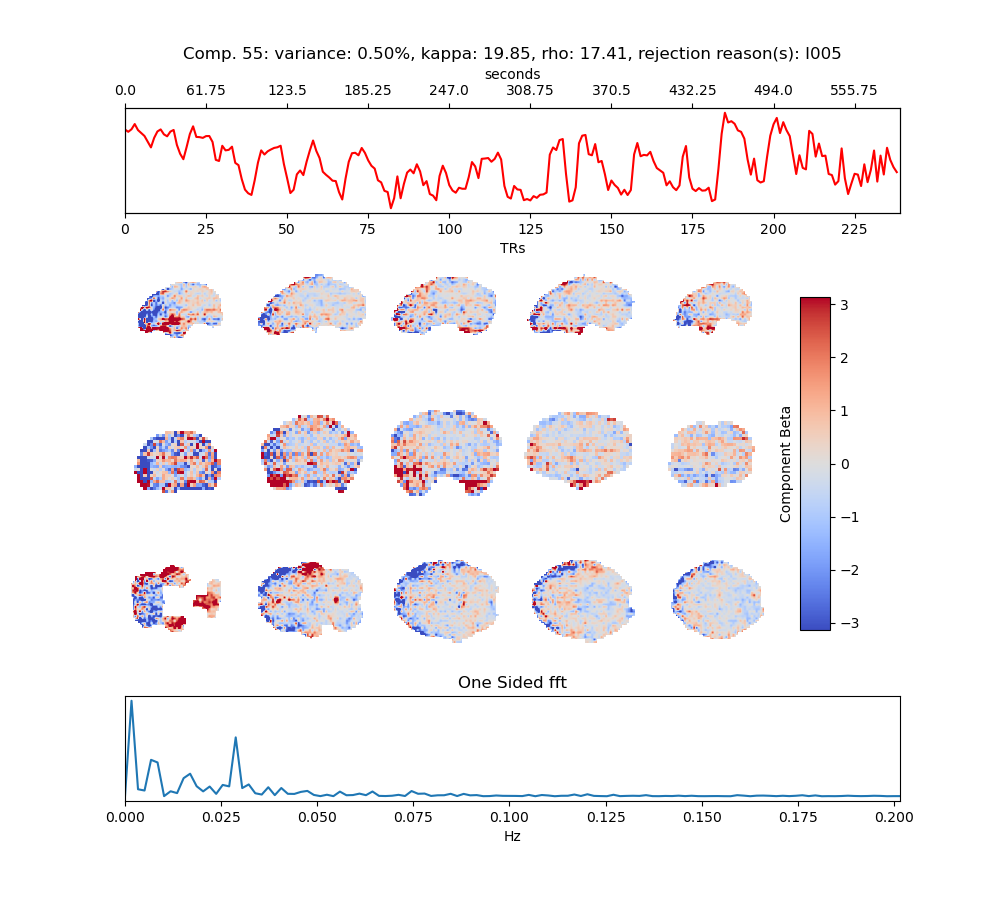 Comp. 55: variance: 0.50%, kappa: 19.85, rho: 17.41, rejection reason(s): I005
seconds
0.0 61.75 123.5 185.25 247.0 308.75 370.5 432.25 494.0 555.75
0 25 50 75 100 125 150 175 200 225
TRs
3
2
1
0
−1
−2
−3
Component Beta
One Sided fft
0.000 0.025 0.050 0.075 0.100 0.125 0.150 0.175 0.200
Hz